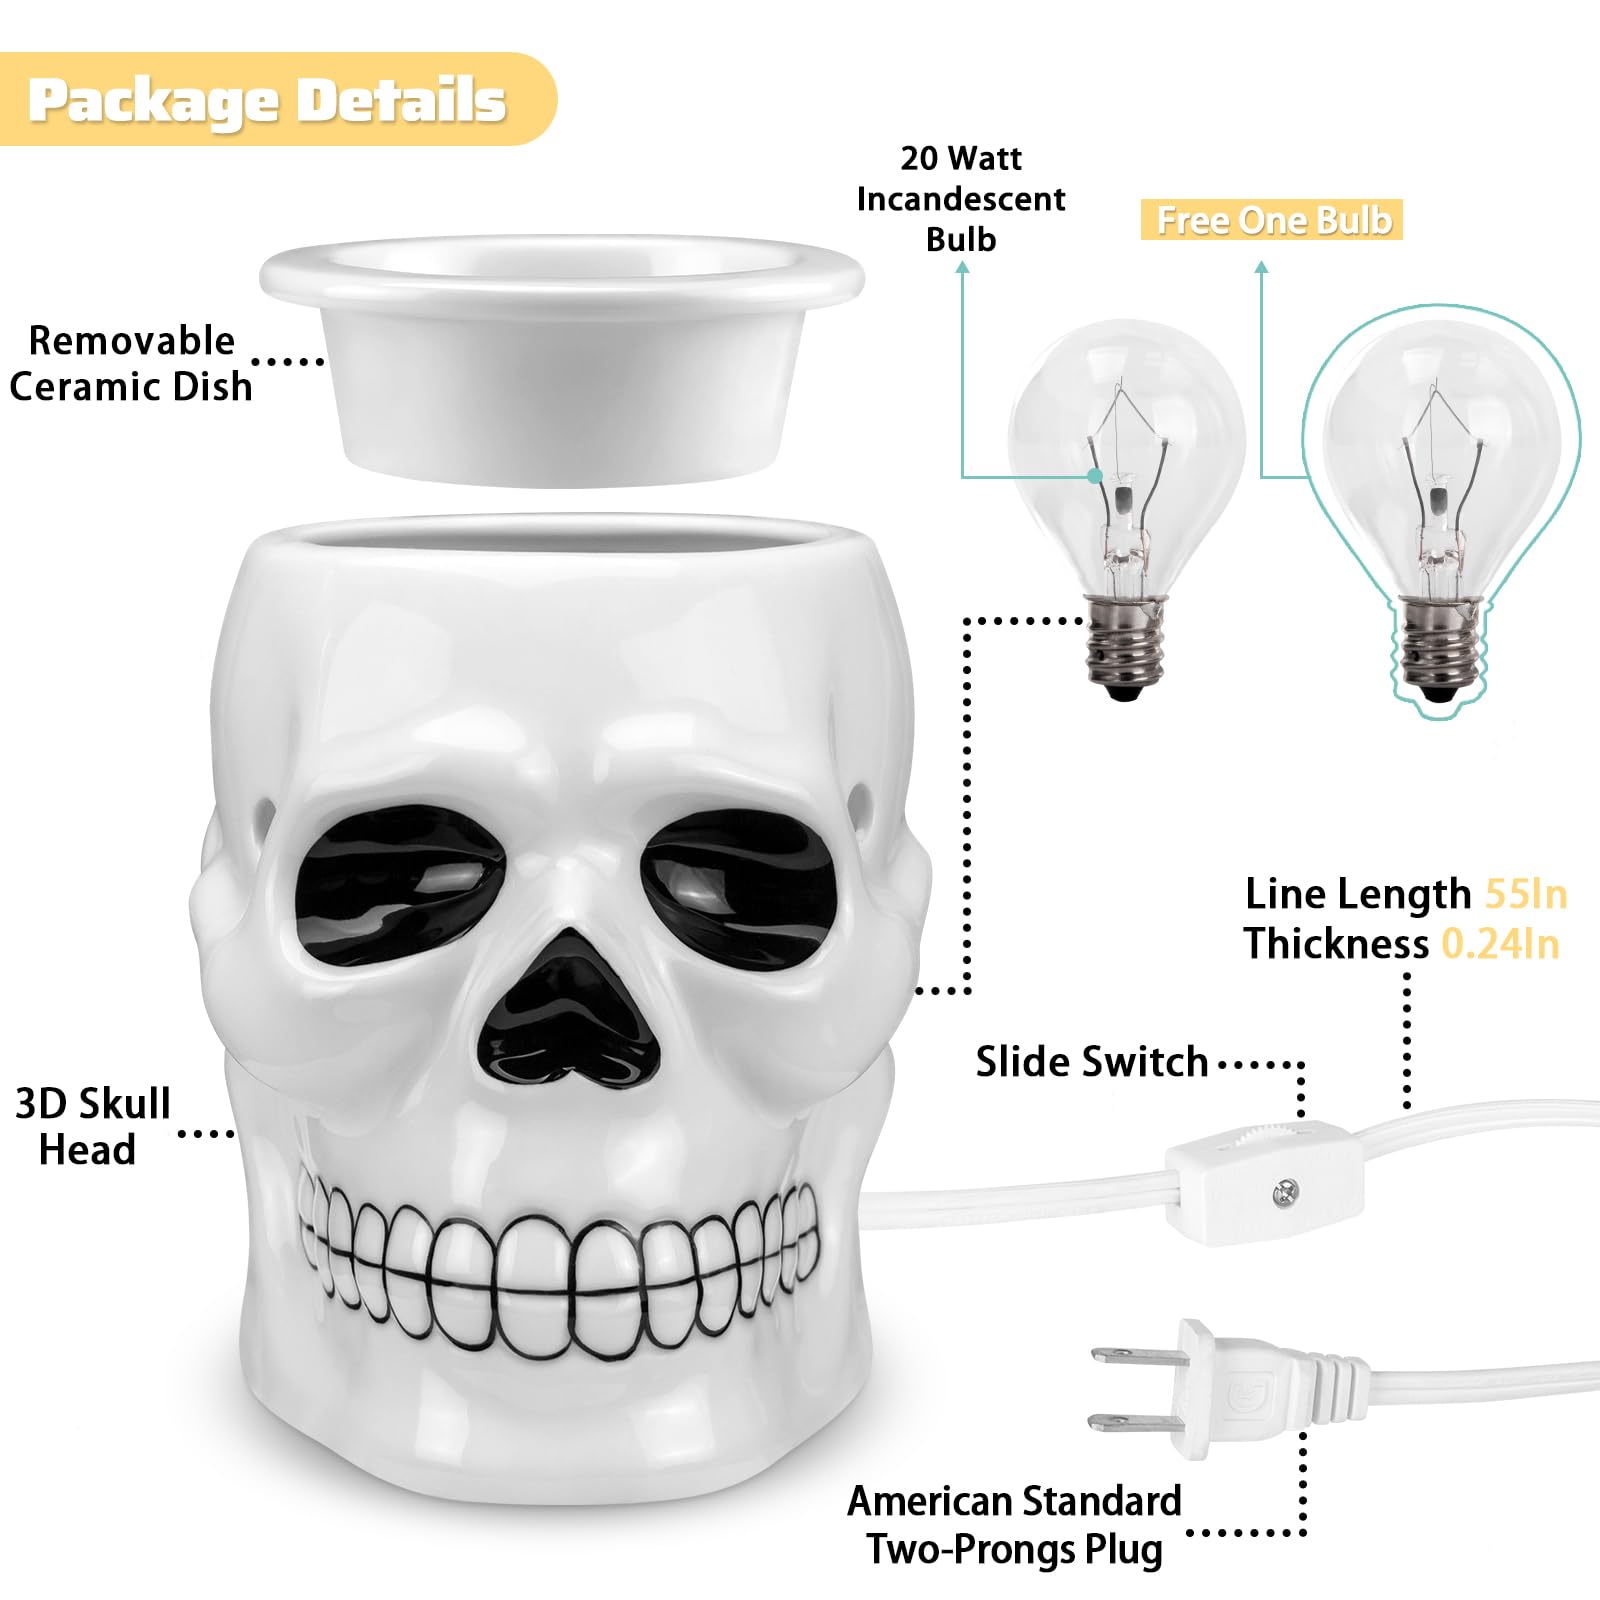 Package Details
20 Watt
Incandescent
Bulb
Free One Bulb
Removable
Ceramic Dish
Line Length 55In
Thickness 0.24In
Slide Switch
3D Skull
Head
American Standard
Two-Prongs Plug